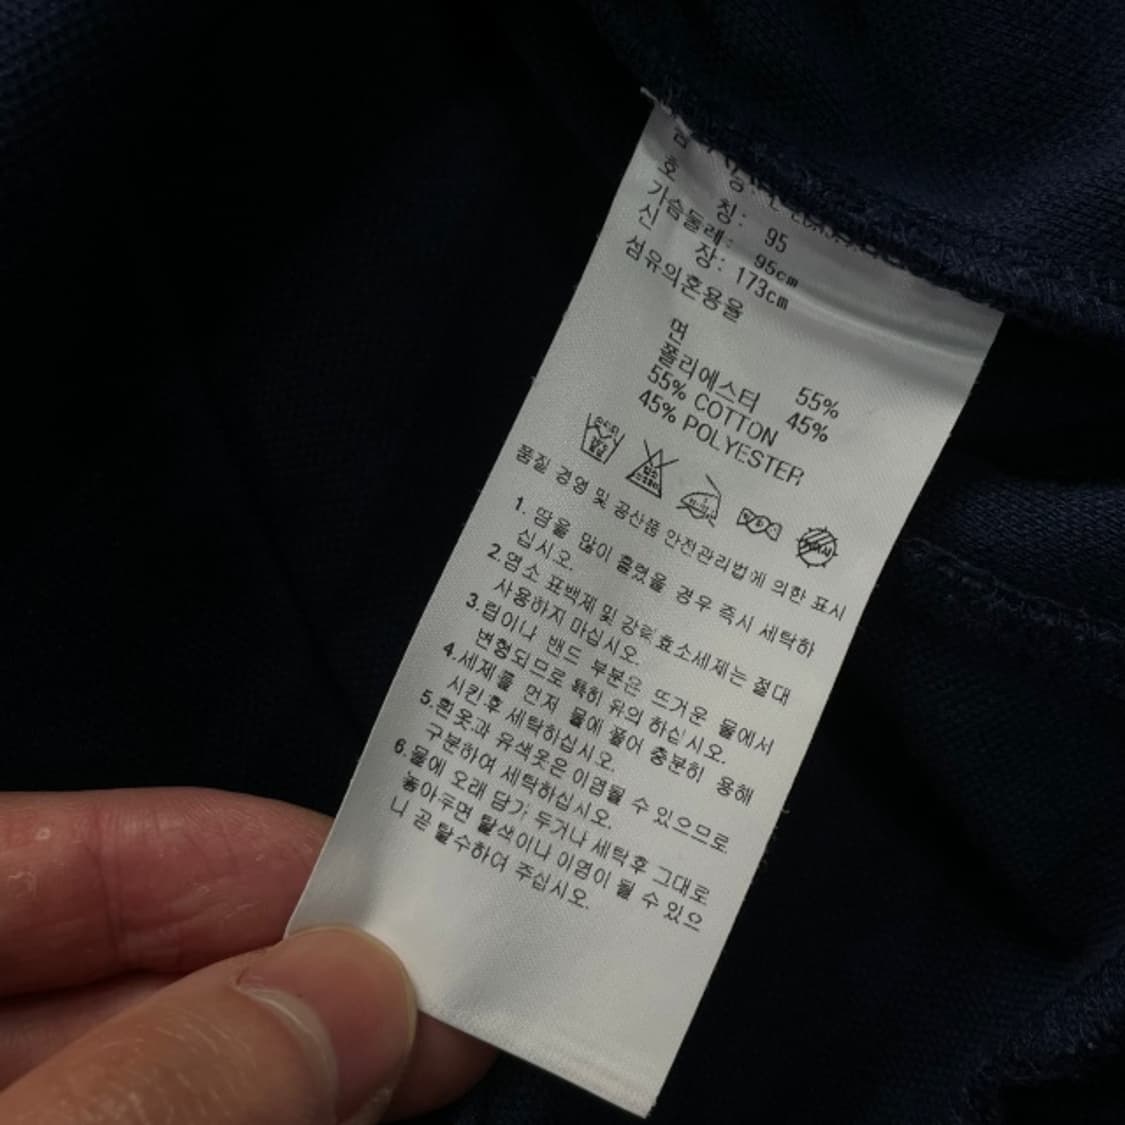 호 칭: 95
가슴둘레: 95cm
신 장: 173cm
섬유의혼용율
면 55%
폴리에스터 45%
55% COTTON
45% POLYESTER
품질 경영 및 공산품 안전관리법에 의한 표시
1. 땀을 많이 흘렸을 경우 즉시 세탁하
십시오.
2.염소 표백제 및 강력효소세제는 절대
사용하지 마십시오.
3.립이나 밴드 부분은 뜨거운 물에서
변형되므로 특히 유의 하십시오.
4.세제를 먼저 물에 풀어 충분히 용해
시킨후 세탁하십시오.
5.흰옷과 유색옷은 이염될 수 있으므로
구분하여 세탁하십시오.
6.물에 오래 담가 두거나 세탁후 그대로
놓아두면 탈색이나 이염이 될 수 있으
니 곧 탈수하여 주십시오.